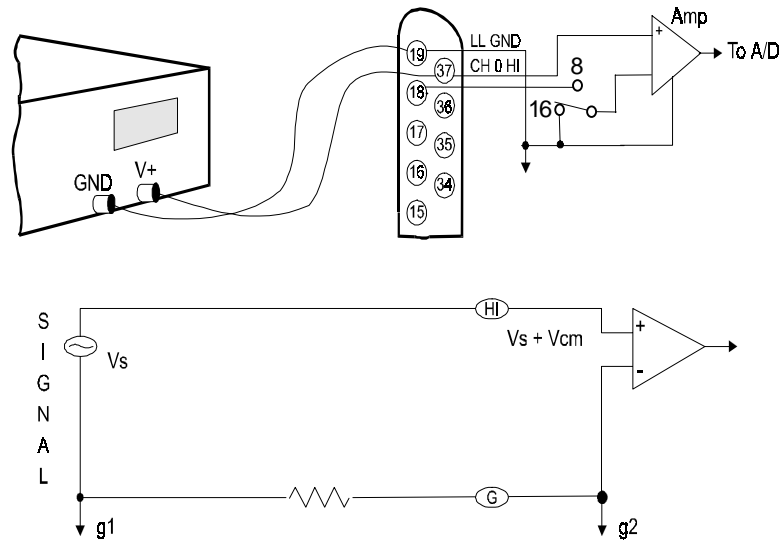 Amp
LL GND
CH 0 HI
+
To A/D
8
16
19
37
18
36
17
35
16
34
15
GND
V+
SIGNAL
Vs
HI
Vs + Vcm
+
-
G
g1
g2